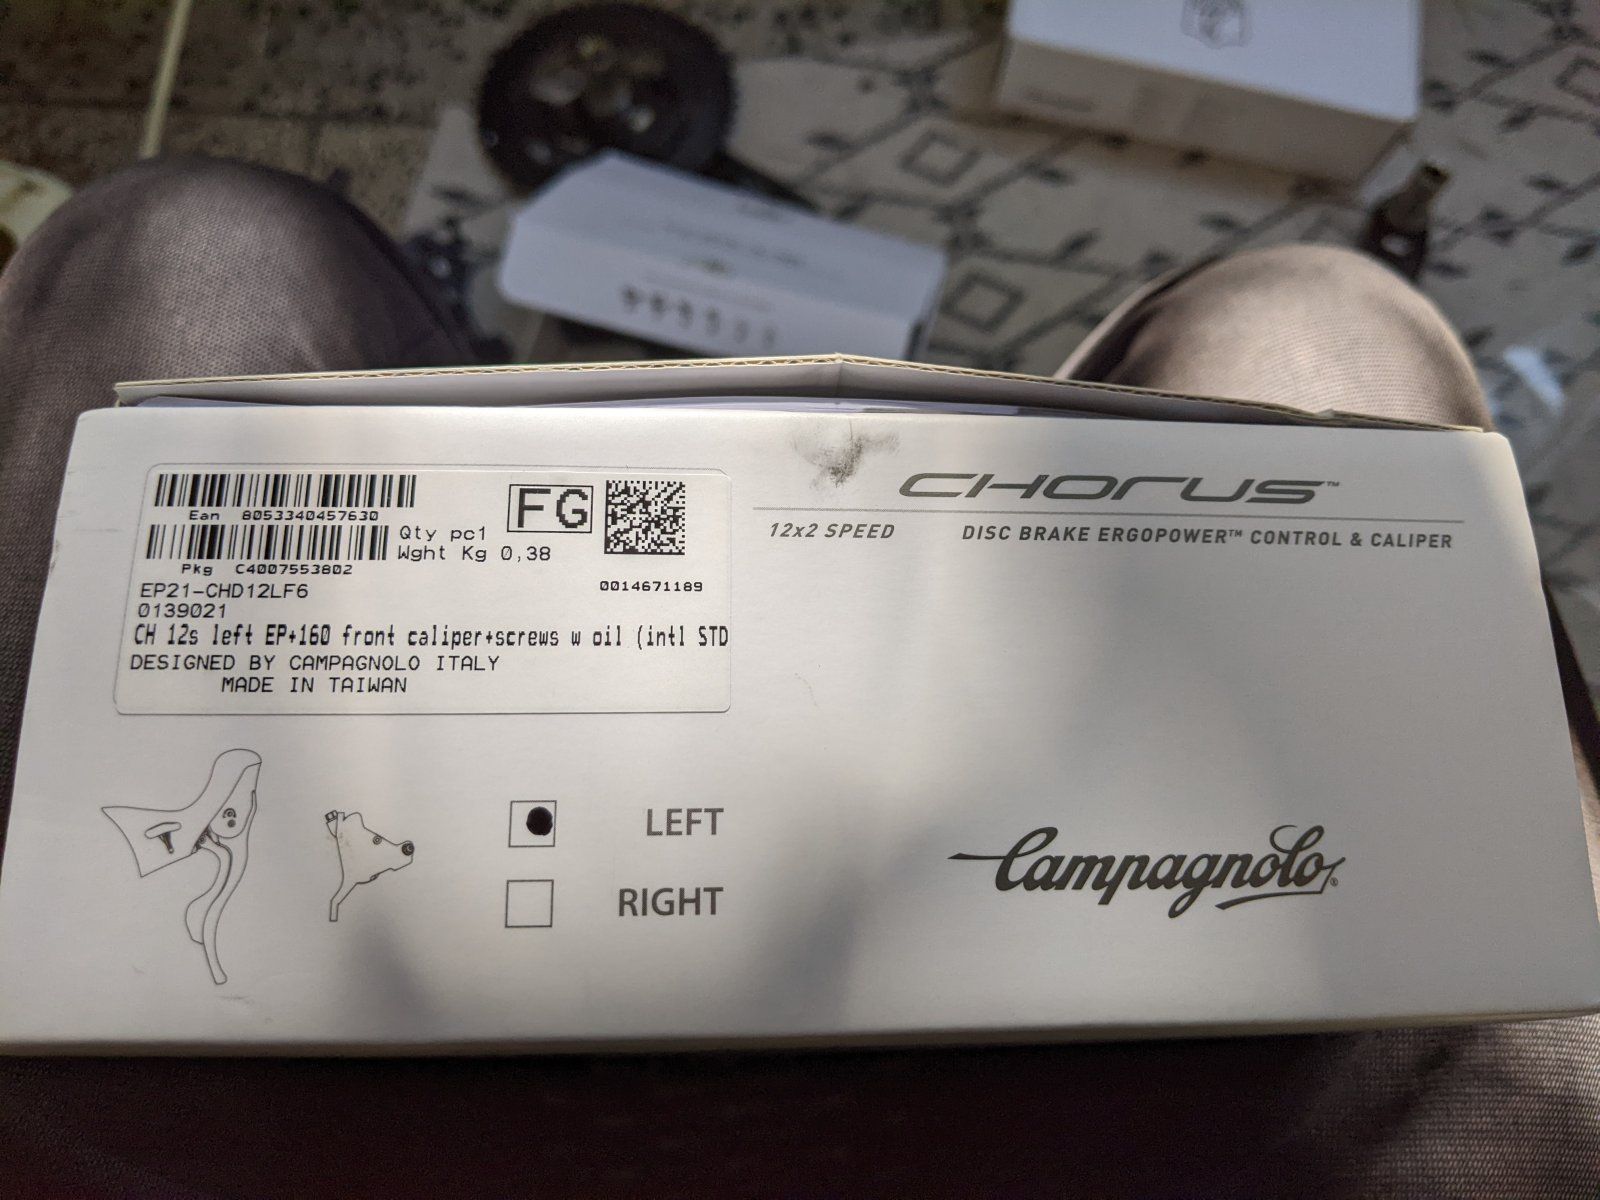 Ean 8053340457630
Pkg C4007553802
Qty pc1
Wght Kg 0,38
FG
0014671189
EP21-CHD12LF6
0139021
CH 12s left EP+160 front caliper+screws w oil (intl STD
DESIGNED BY CAMPAGNOLO ITALY
MADE IN TAIWAN
CHORUS™
12x2 SPEED
DISC BRAKE ERGOPOWER™ CONTROL & CALIPER
LEFT
RIGHT
Campagnolo®